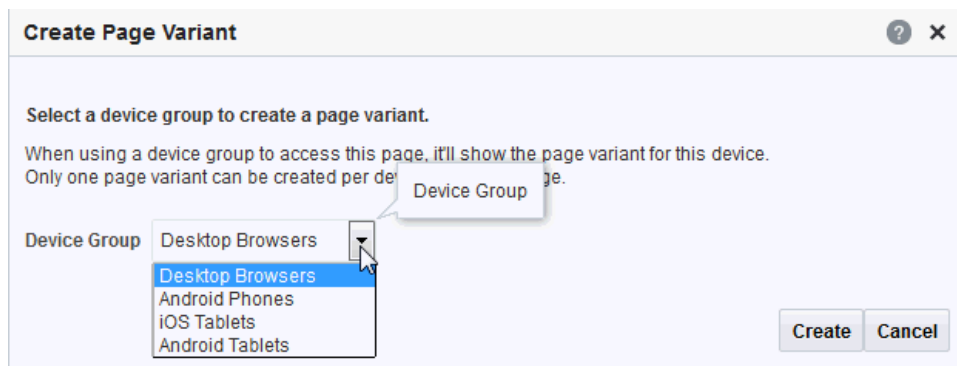 Create Page Variant
?
Select a device group to create a page variant.
When using a device group to access this page, it'll show the page variant for this device.
Only one page variant can be created per de ge.
Device Group
Device Group Desktop Browsers
Desktop Browsers
Android Phones
iOS Tablets
Android Tablets
Create Cancel